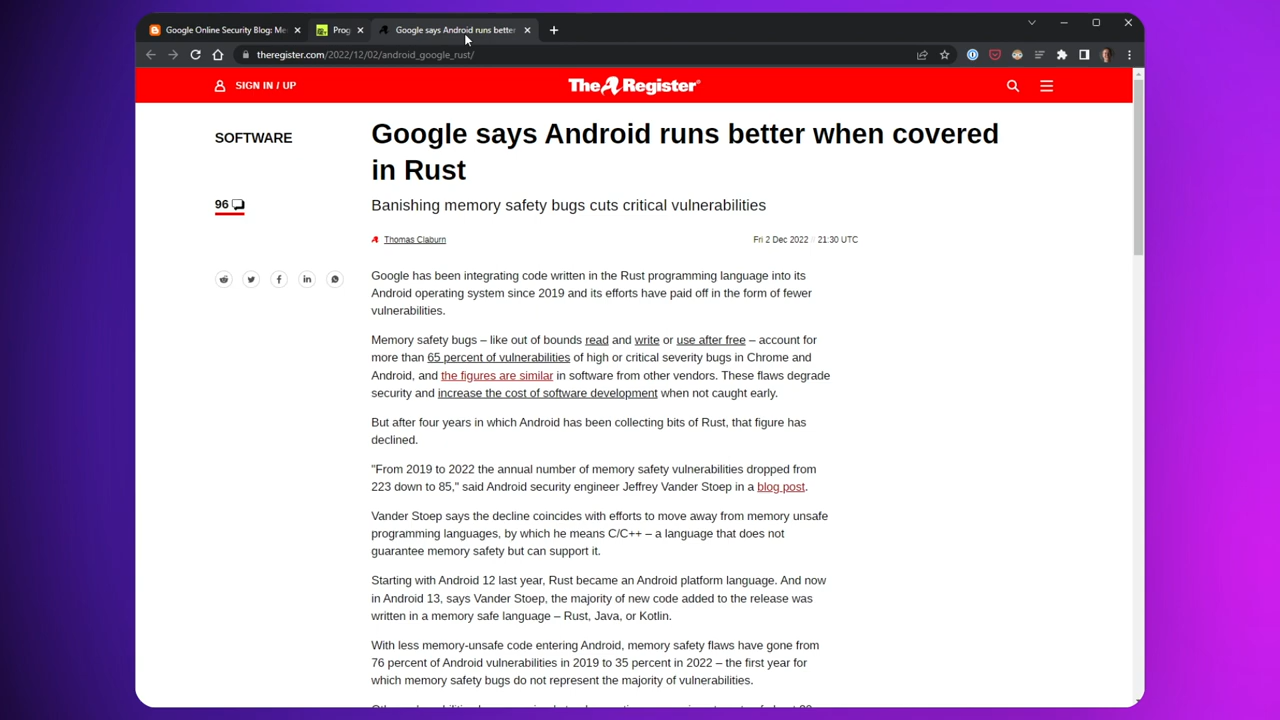 Google Online Security Blog: Me
Prog
Google says Android runs better
theregister.com/2022/12/02/android_google_rust/
SIGN IN / UP
The Register
SOFTWARE
Google says Android runs better when covered
in Rust
96
Banishing memory safety bugs cuts critical vulnerabilities
Thomas Claburn
Fri 2 Dec 2022 21:30 UTC
Google has been integrating code written in the Rust programming language into its
Android operating system since 2019 and its efforts have paid off in the form of fewer
vulnerabilities.
Memory safety bugs – like out of bounds read and write or use after free – account for
more than 65 percent of vulnerabilities of high or critical severity bugs in Chrome and
Android, and the figures are similar in software from other vendors. These flaws degrade
security and increase the cost of software development when not caught early.
But after four years in which Android has been collecting bits of Rust, that figure has
declined.
"From 2019 to 2022 the annual number of memory safety vulnerabilities dropped from
223 down to 85," said Android security engineer Jeffrey Vander Stoep in a blog post.
Vander Stoep says the decline coincides with efforts to move away from memory unsafe
programming languages, by which he means C/C++ – a language that does not
guarantee memory safety but can support it.
Starting with Android 12 last year, Rust became an Android platform language. And now
in Android 13, says Vander Stoep, the majority of new code added to the release was
written in a memory safe language – Rust, Java, or Kotlin.
With less memory-unsafe code entering Android, memory safety flaws have gone from
76 percent of Android vulnerabilities in 2019 to 35 percent in 2022 – the first year for
which memory safety bugs do not represent the majority of vulnerabilities.